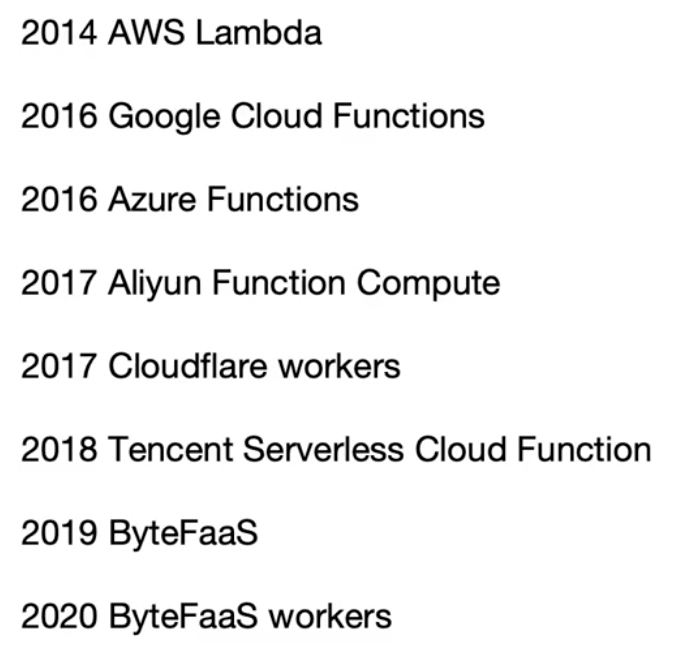 2014 AWS Lambda
2016 Google Cloud Functions
2016 Azure Functions
2017 Aliyun Function Compute
2017 Cloudflare workers
2018 Tencent Serverless Cloud Function
2019 ByteFaaS
2020 ByteFaaS workers